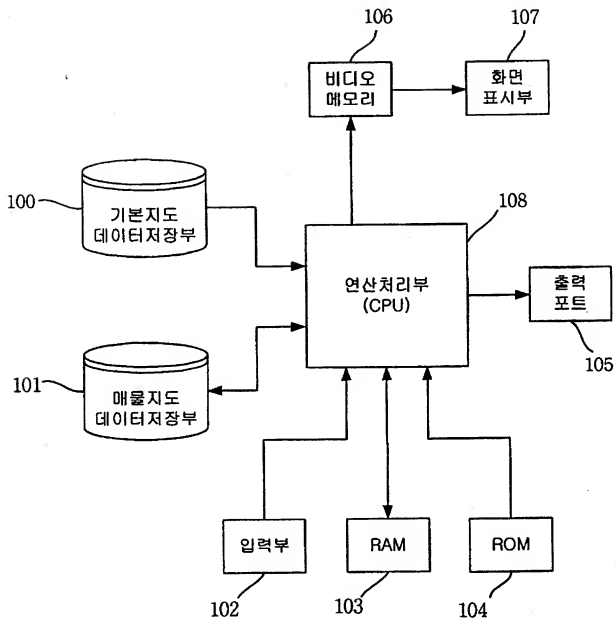 106
107
비디오
메모리
화면
표시부
100
기본지도
데이터저장부
108
연산처리부
(CPU)
출력
포트
105
101
매물지도
데이터저장부
입력부
RAM
ROM
102
103
104